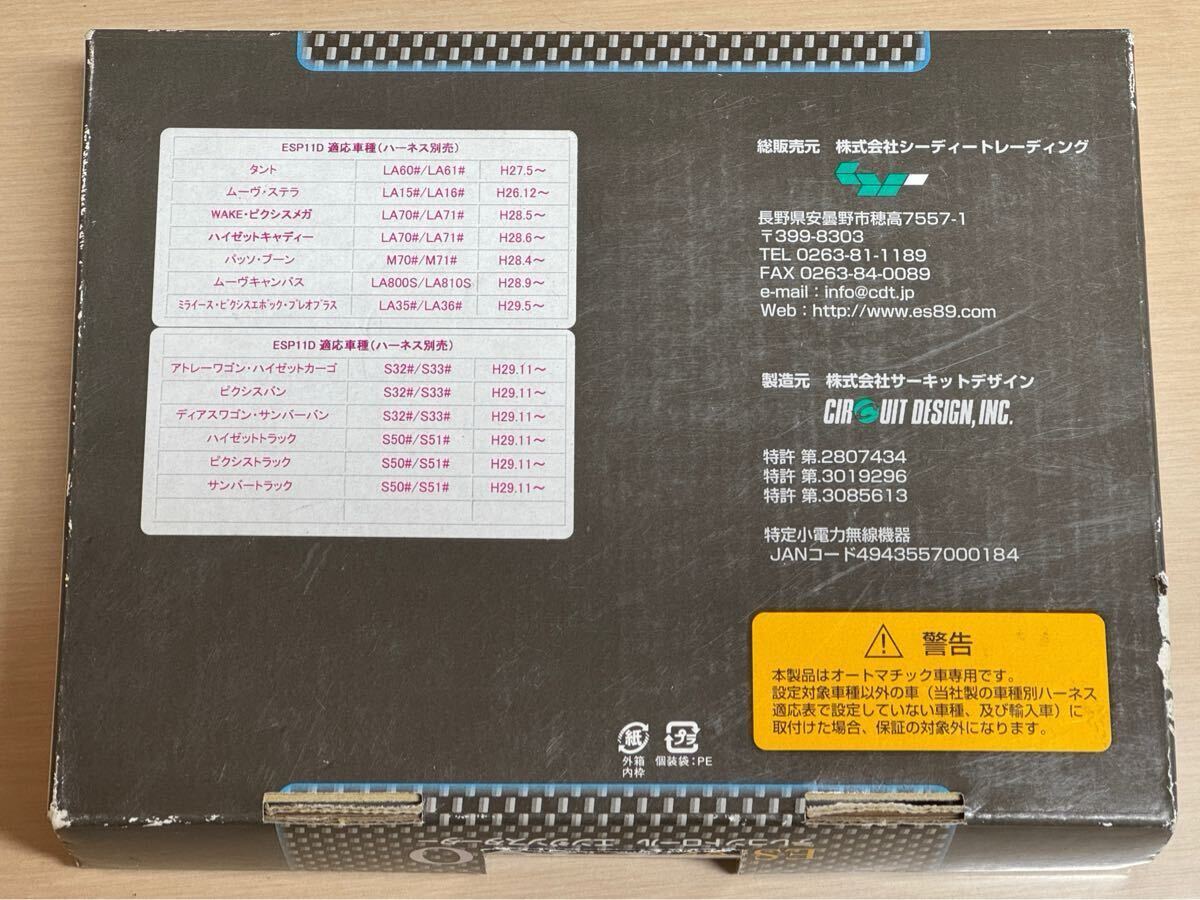 ESP11D 適応車種(ハーネス別売)
タント LA60#/LA61# H27.5～
ムーヴ・ステラ LA15#/LA16# H26.12～
WAKE・ピクシスメガ LA70#/LA71# H28.5～
ハイゼットキャディー LA70#/LA71# H28.6～
パッソ・ブーン M70#/M71# H28.4～
ムーヴキャンバス LA800S/LA810S H28.9～
ミライース・ピクシスエポック・プレオプラス LA35#/LA36# H29.5～
ESP11D 適応車種(ハーネス別売)
アトレーワゴン・ハイゼットカーゴ S32#/S33# H29.11～
ピクシスバン S32#/S33# H29.11～
ディアスワゴン・サンバーバン S32#/S33# H29.11～
ハイゼットトラック S50#/S51# H29.11～
ピクシストラック S50#/S51# H29.11～
サンバートラック S50#/S51# H29.11～
総販売元 株式会社シーディートレーディング
長野県安曇野市穂高7557-1
〒399-8303
TEL 0263-81-1189
FAX 0263-84-0089
e-mail：info@cdt.jp
Web：http://www.es89.com
製造元 株式会社サーキットデザイン
CIRCUIT DESIGN, INC.
特許 第.2807434
特許 第.3019296
特許 第.3085613
特定小電力無線機器
JANコード4943557000184
警告
本製品はオートマチック車専用です。
設定対象車種以外の車（当社製の車種別ハーネス
適応表で設定していない車種、及び輸入車）に
取付けた場合、保証の対象外になります。
紙 プラ
外箱 個装袋：PE
内枠